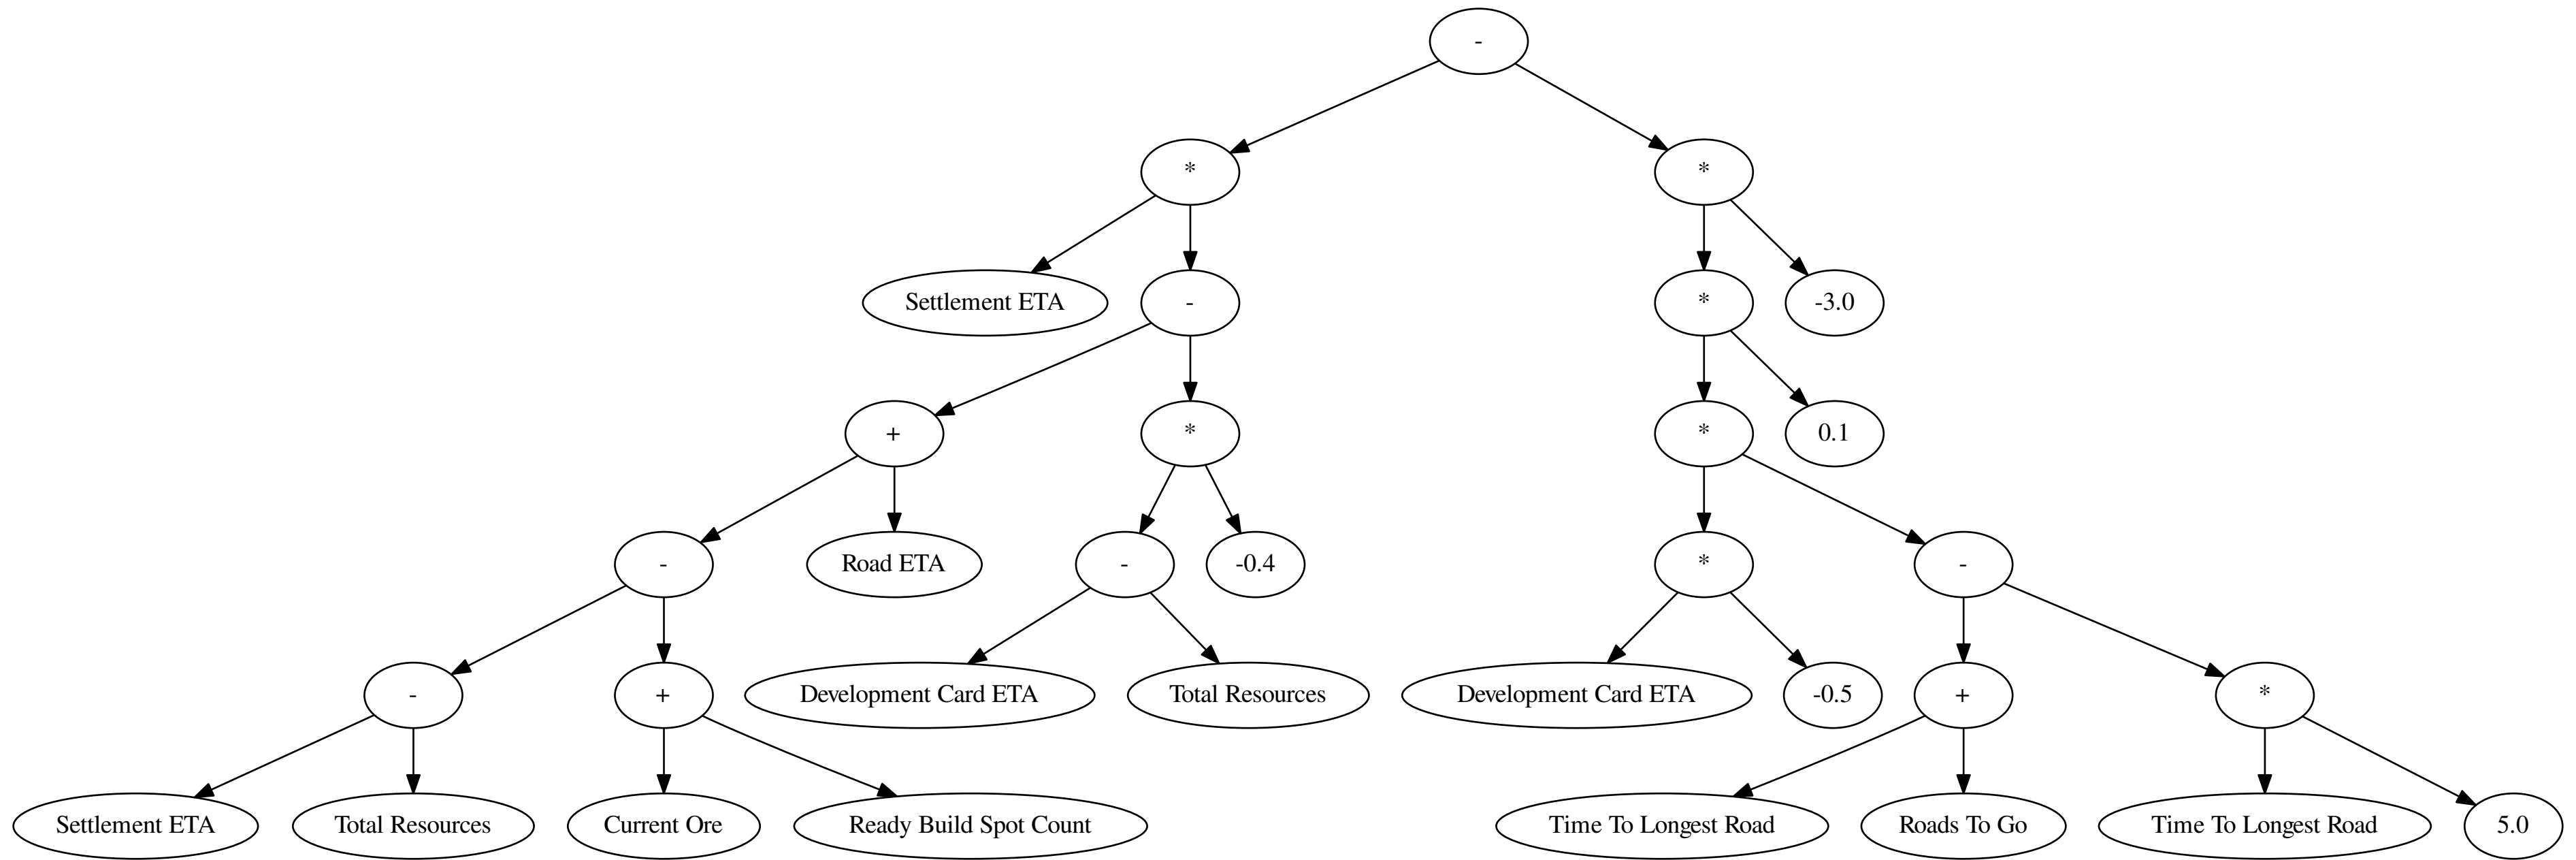 -
*
*
Settlement ETA
-
*
-3.0
+
*
*
0.1
-
Road ETA
-
-0.4
*
-
-
+
Development Card ETA
Total Resources
Development Card ETA
-0.5
+
*
Settlement ETA
Total Resources
Current Ore
Ready Build Spot Count
Time To Longest Road
Roads To Go
Time To Longest Road
5.0